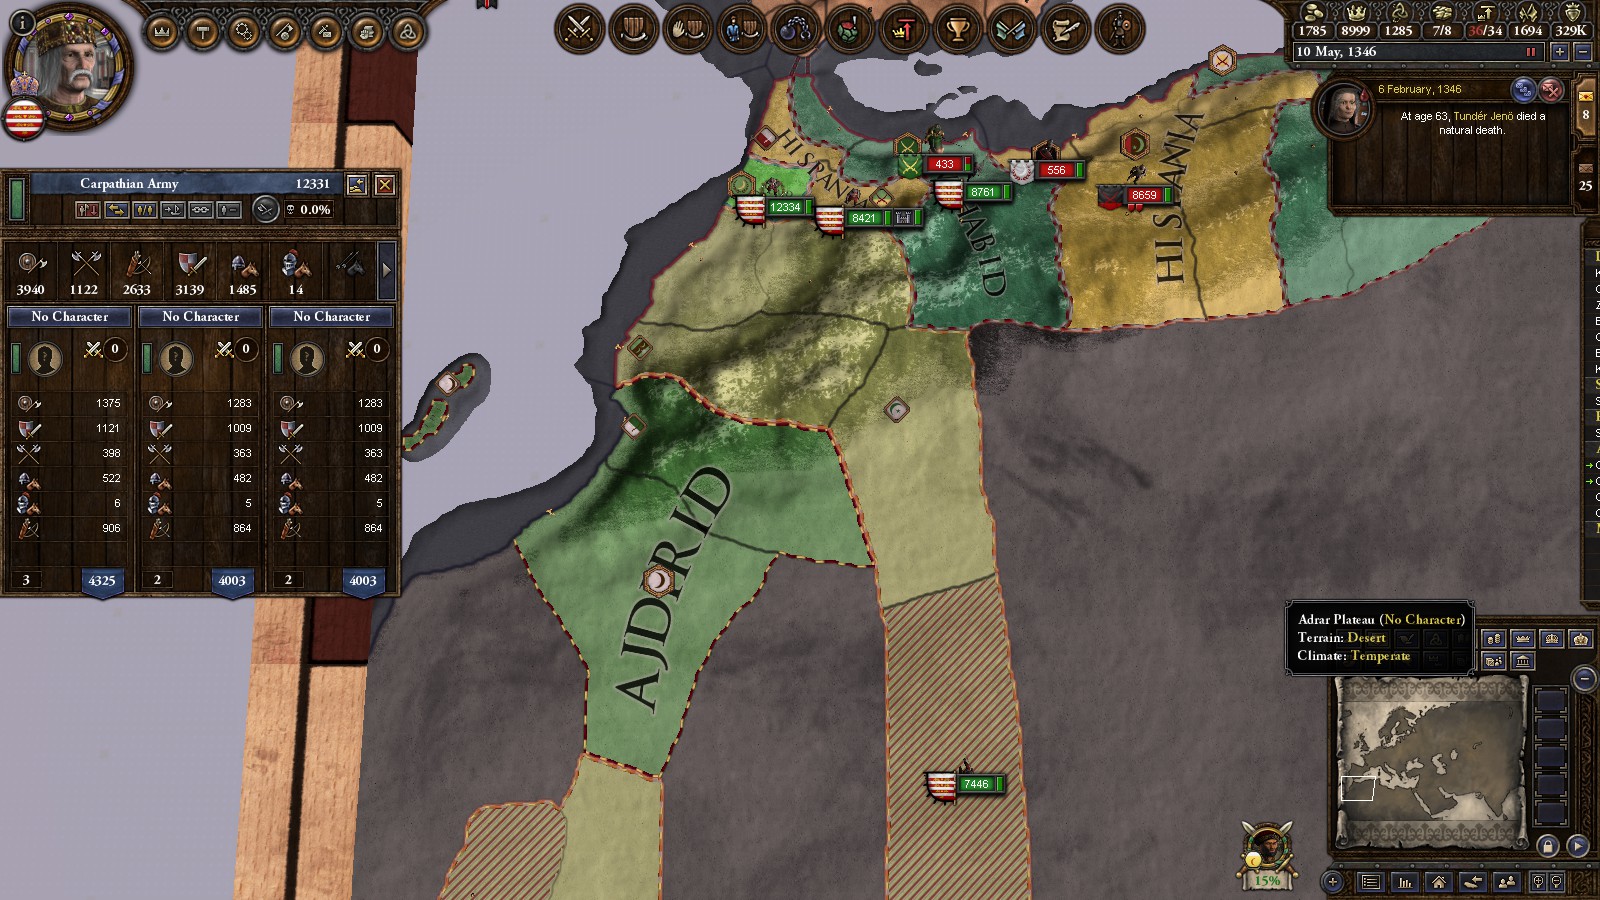 1785 8999 1285 7/8 36/34 1694 329K
10 May, 1346
6 February, 1346
At age 63, Tundér Jenő died a
natural death.
8
25
Carpathian Army 12331
0.0%
3940 1122 2633 3139 1485 14
No Character No Character No Character
0 0 0
1375 1283 1283
1121 1009 1009
398 363 363
522 482 482
6 5 5
906 864 864
3 4325 2 4003 2 4003
HISPANI
HABID
HISPANIA
AJDERID
433
556
8761
8659
12334
8421
7446
Adrar Plateau (No Character)
Terrain: Desert
Climate: Temperate
15%